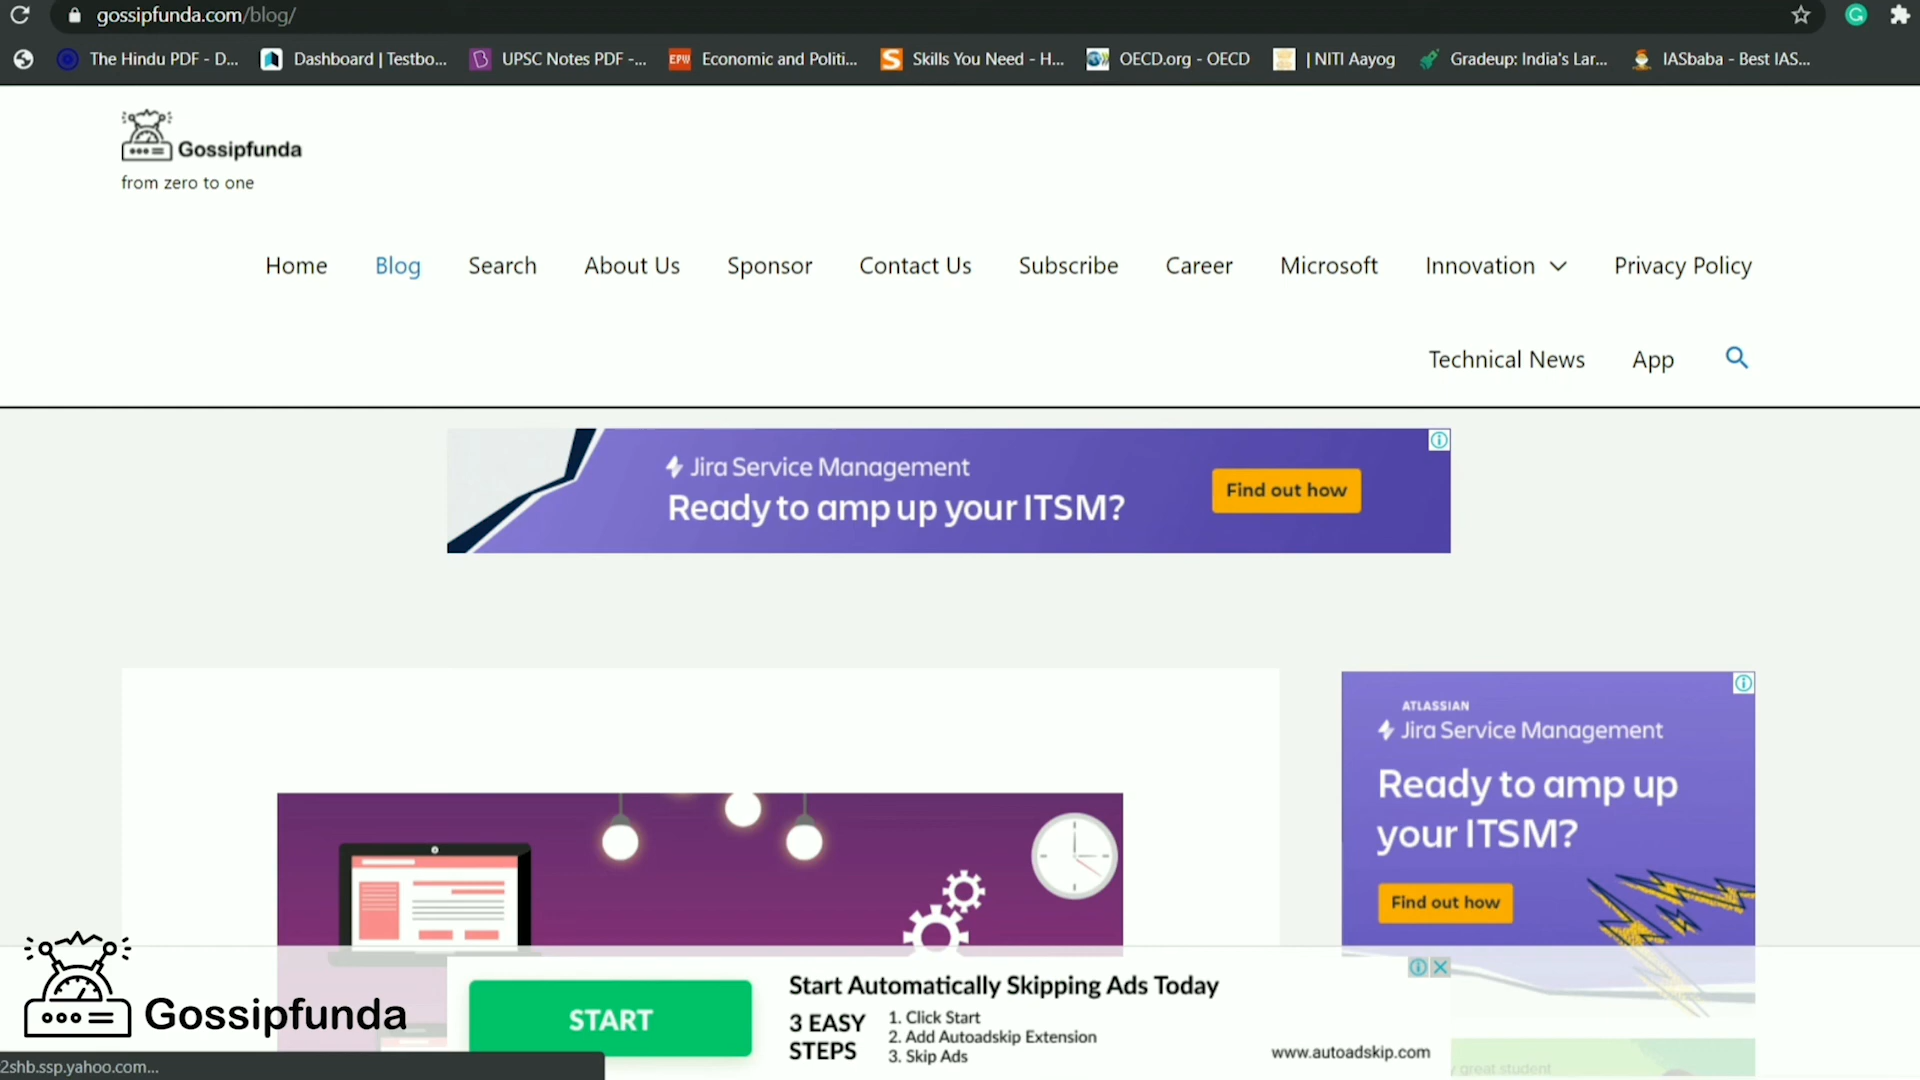 gossipfunda.com/blog/
The Hindu PDF - D...
Dashboard | Testbo...
UPSC Notes PDF -...
EPW
Economic and Politi...
Skills You Need - H...
OECD.org - OECD
| NITI Aayog
Gradeup: India's Lar...
IASbaba - Best IAS...
Gossipfunda
from zero to one
Home
Blog
Search
About Us
Sponsor
Contact Us
Subscribe
Career
Microsoft
Innovation
Privacy Policy
Technical News
App
Jira Service Management
Ready to amp up your ITSM?
Find out how
ATLASSIAN
Jira Service Management
Ready to amp up
your ITSM?
Find out how
START
Start Automatically Skipping Ads Today
3 EASY
STEPS
1. Click Start
2. Add Autoadskip Extension
3. Skip Ads
www.autoadskip.com
Gossipfunda
2shb.ssp.yahoo.com...
y great student